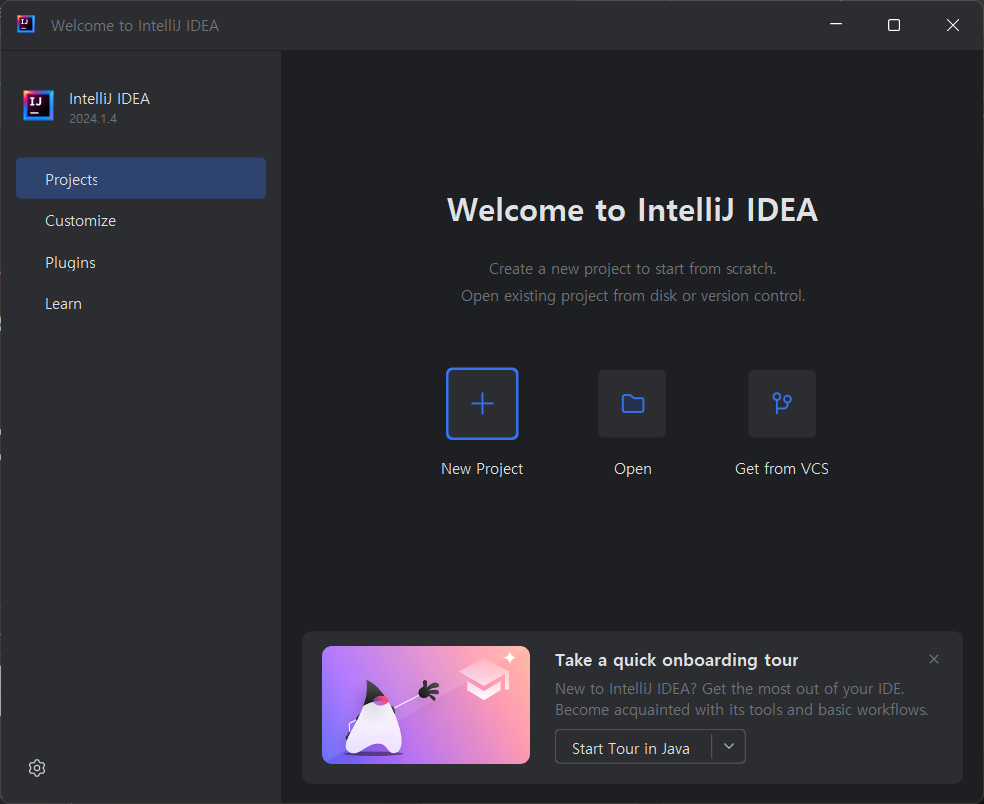 Welcome to IntelliJ IDEA
IntelliJ IDEA
2024.1.4
Projects
Customize
Plugins
Learn
Welcome to IntelliJ IDEA
Create a new project to start from scratch.
Open existing project from disk or version control.
New Project
Open
Get from VCS
Take a quick onboarding tour
New to IntelliJ IDEA? Get the most out of your IDE.
Become acquainted with its tools and basic workflows.
Start Tour in Java